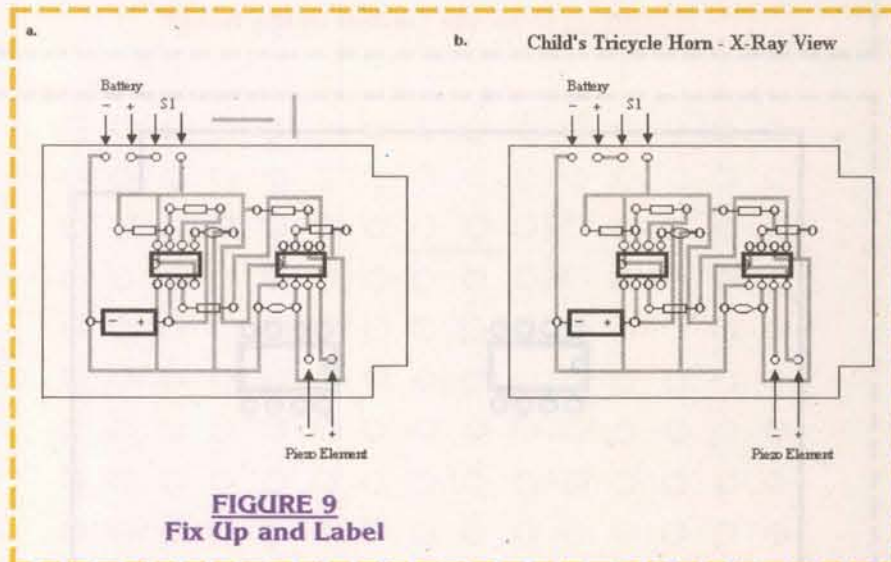 a.
Battery
- + S1
- +
Piezo Element
b.
Child's Tricycle Horn - X-Ray View
Battery
- + S1
- +
Piezo Element
FIGURE 9
Fix Up and Label